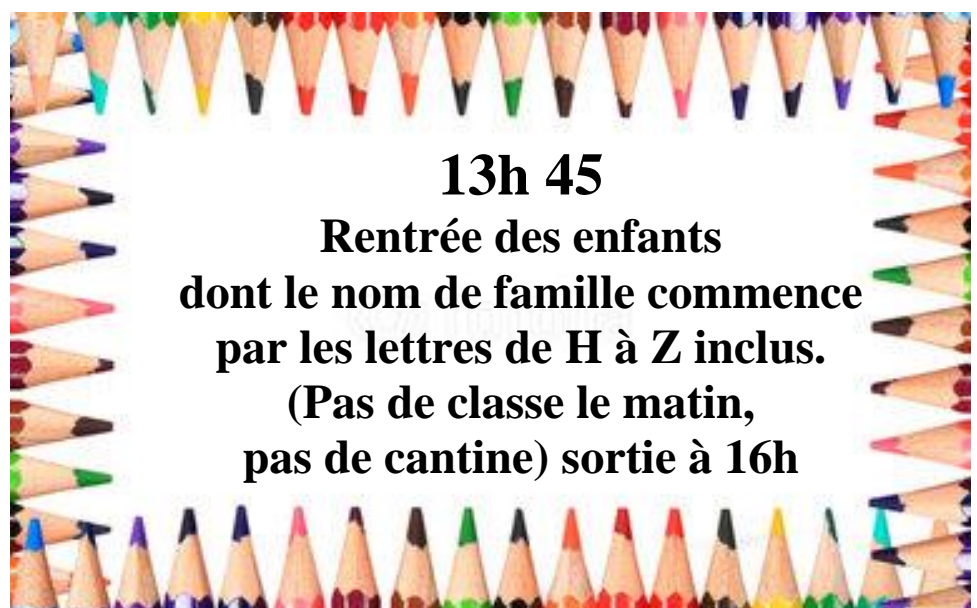 13h 45
Rentrée des enfants
dont le nom de famille commence
par les lettres de H à Z inclus.
(Pas de classe le matin,
pas de cantine) sortie à 16h